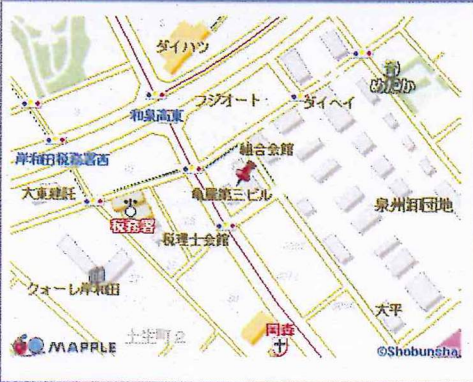 ダイハツ
めだか
フジオート
ダイヘイ
和泉高東
組合会館
岸和田税務署西
大東建託
亀屋第三ビル
泉州卸団地
税務署
税理士会館
クォーレ岸和田
大平
土生町2
MAPPLE
©Shobunsha